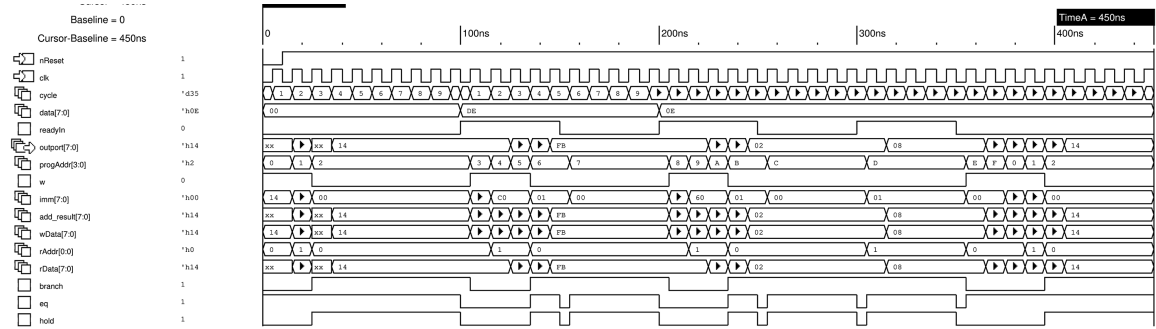 Baseline = 0
Cursor-Baseline = 450ns
TimeA = 450ns
0 100ns 200ns 300ns 400ns
nReset 1
clk 1
cycle 'd35 1 2 3 4 5 6 7 8 9 1 2 3 4 5 6 7 8 9
data[7:0] 'h0E 00 DE 0E
readyIn 0
outport[7:0] 'h14 xx xx 14 FB 02 08 14
progAddr[3:0] 'h2 0 1 2 3 4 5 6 7 8 9 A B C D E F 0 1 2
w 0
imm[7:0] 'h00 14 00 C0 01 00 60 01 00 01 00 00
add_result[7:0] 'h14 xx xx 14 FB 02 08 14
wData[7:0] 'h14 14 xx 14 FB 02 08 14
rAddr[0:0] 'h0 0 1 0 1 0 1 0 1 0 1 0
rData[7:0] 'h14 xx xx 14 FB 02 08 14
branch 1
eq 1
hold 1